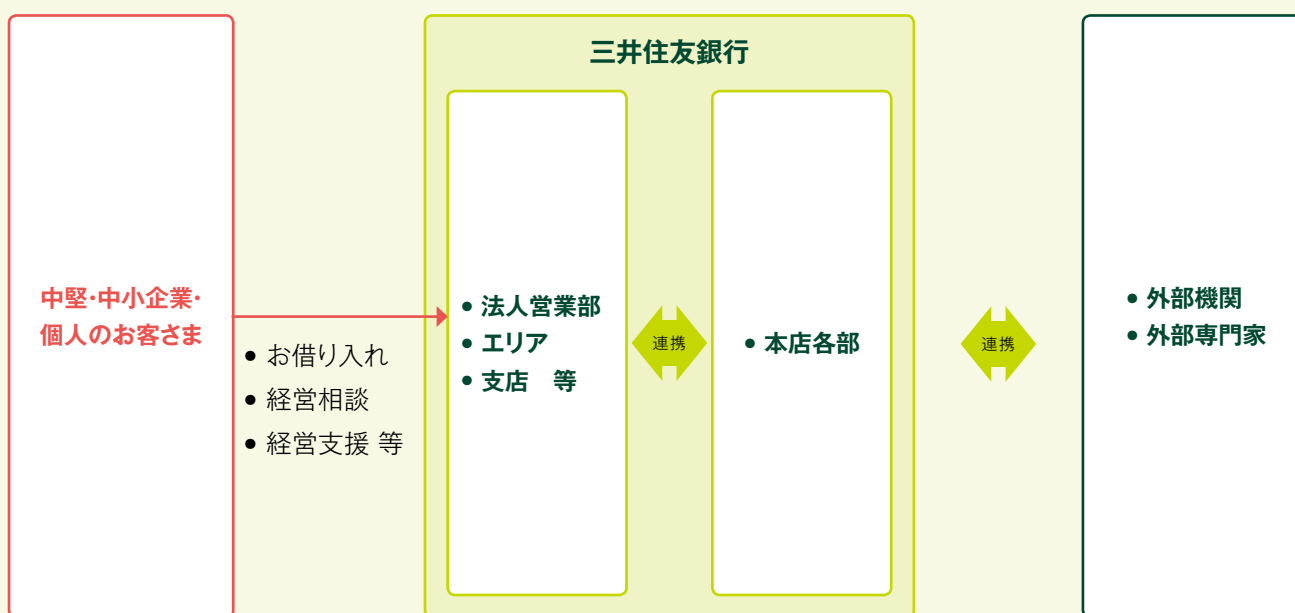 三井住友銀行
中堅・中小企業・
個人のお客さま
● お借り入れ
● 経営相談
● 経営支援 等
● 法人営業部
● エリア
● 支店　等
連携
● 本店各部
連携
● 外部機関
● 外部専門家